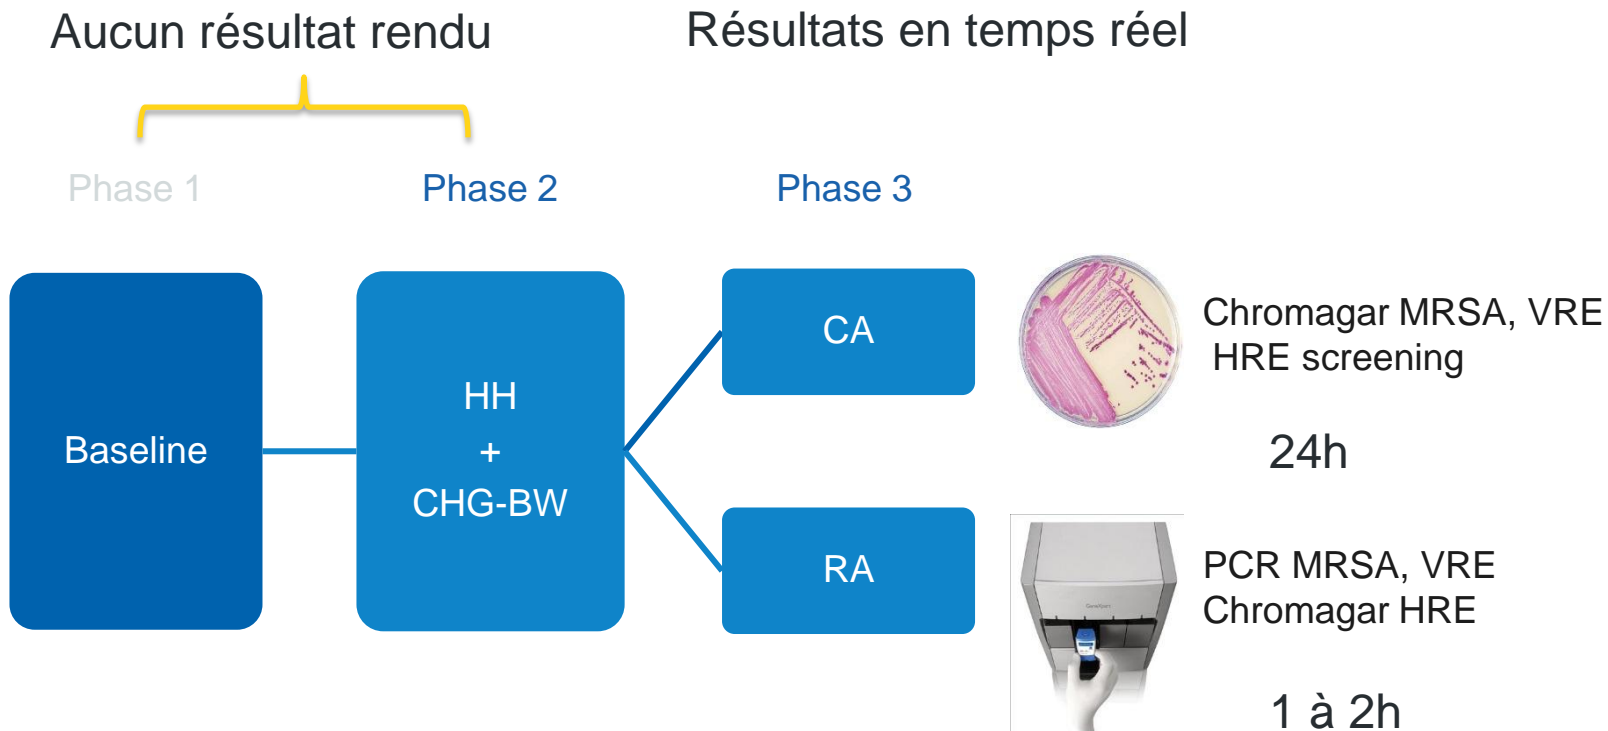 Aucun résultat rendu
Résultats en temps réel
Phase 1
Phase 2
Phase 3
Baseline
HH
+
CHG-BW
CA
RA
Chromagar MRSA, VRE
HRE screening
24h
GeneXpert
PCR MRSA, VRE
Chromagar HRE
1 à 2h